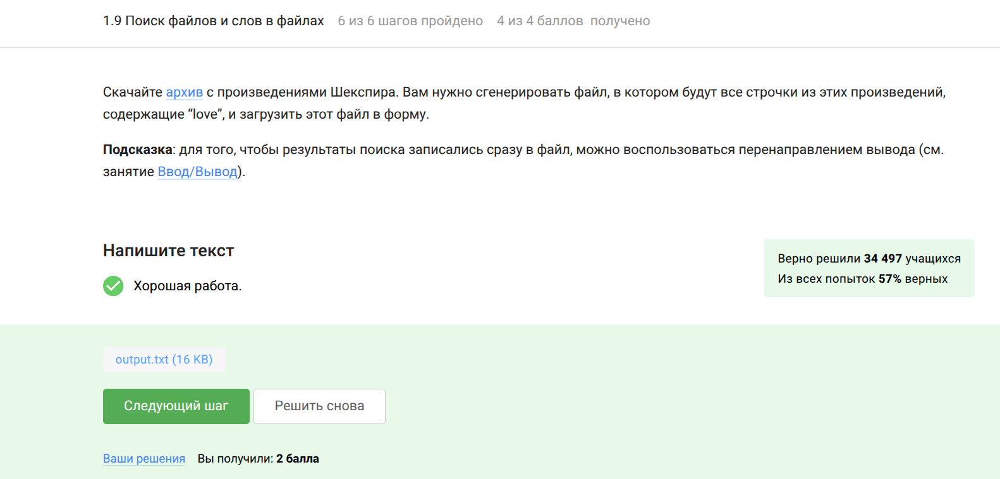 1.9 Поиск файлов и слов в файлах 6 из 6 шагов пройдено 4 из 4 баллов получено
Скачайте архив с произведениями Шекспира. Вам нужно сгенерировать файл, в котором будут все строчки из этих произведений,
содержащие “love”, и загрузить этот файл в форму.
Подсказка: для того, чтобы результаты поиска записались сразу в файл, можно воспользоваться перенаправлением вывода (см.
занятие Ввод/Вывод).
Напишите текст
Хорошая работа.
Верно решили 34 497 учащихся
Из всех попыток 57% верных
output.txt (16 KB)
Следующий шаг
Решить снова
Ваши решения Вы получили: 2 балла